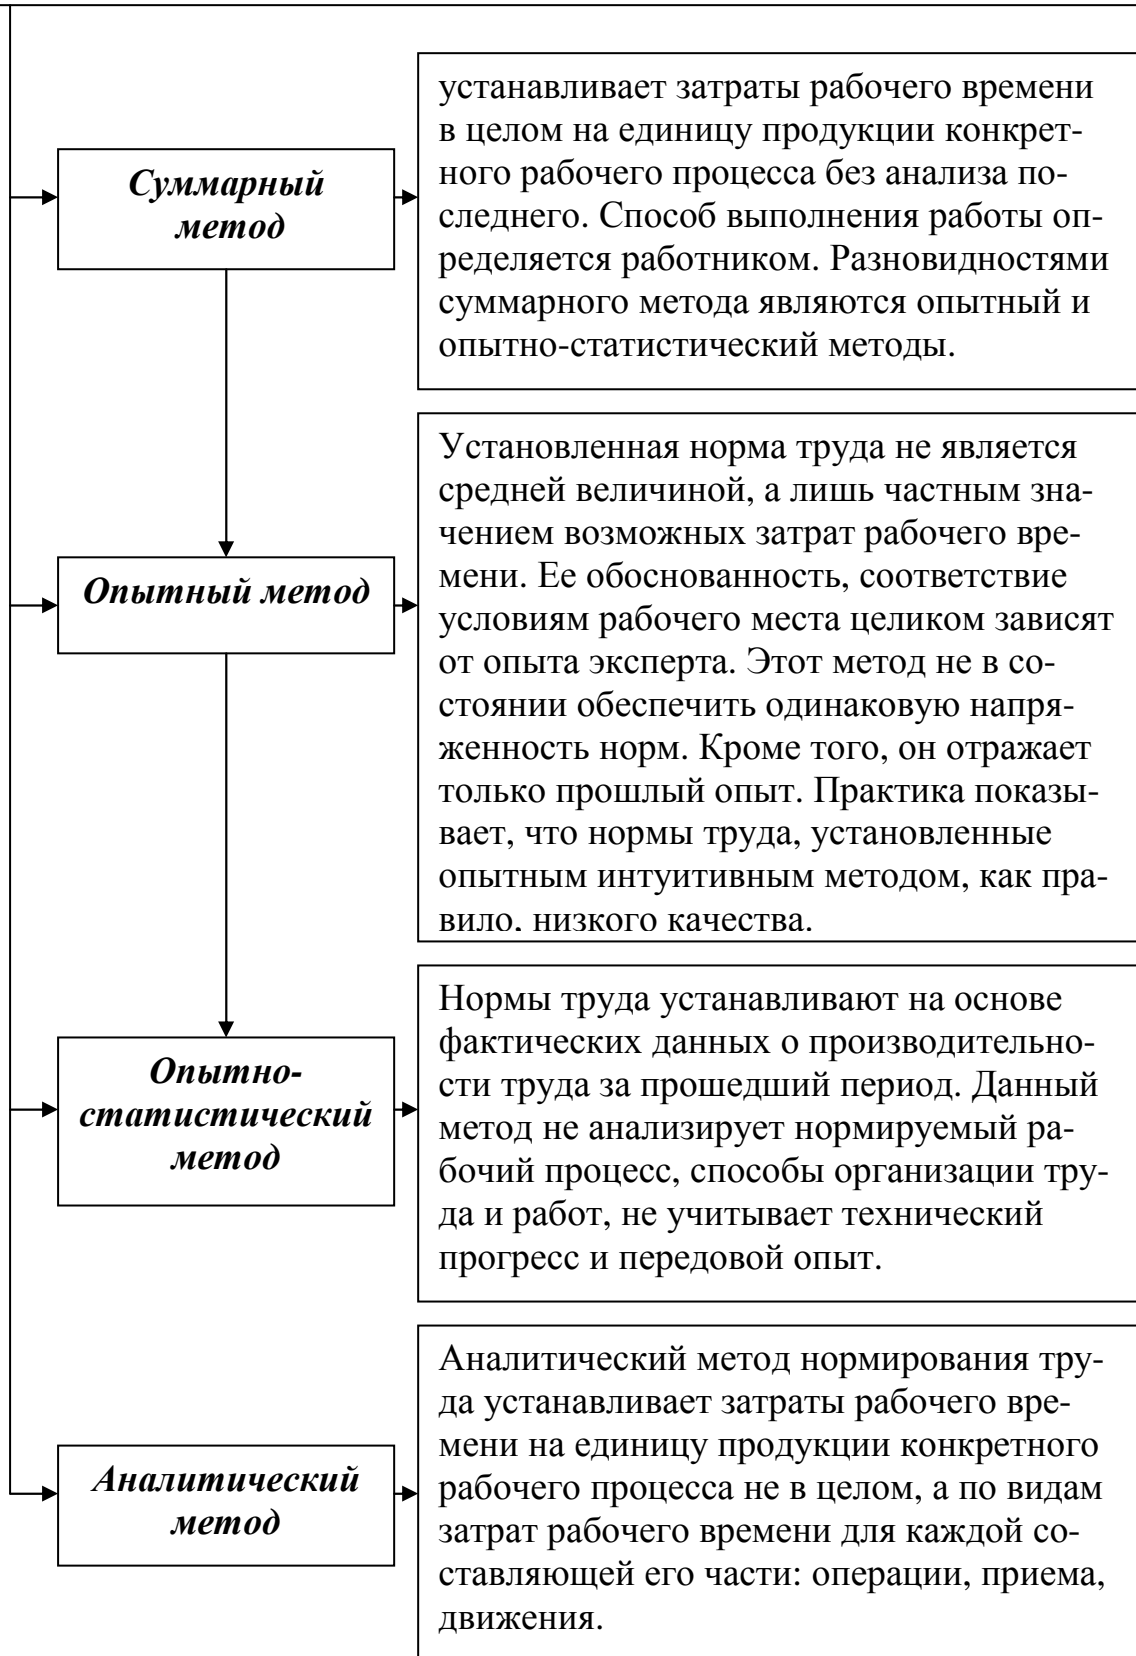 Суммарный
метод
устанавливает затраты рабочего времени
в целом на единицу продукции конкрет-
ного рабочего процесса без анализа по-
следнего. Способ выполнения работы оп-
ределяется работником. Разновидностями
суммарного метода являются опытный и
опытно-статистический методы.
Опытный метод
Установленная норма труда не является
средней величиной, а лишь частным зна-
чением возможных затрат рабочего вре-
мени. Ее обоснованность, соответствие
условиям рабочего места целиком зависят
от опыта эксперта. Этот метод не в со-
стоянии обеспечить одинаковую напря-
женность норм. Кроме того, он отражает
только прошлый опыт. Практика показы-
вает, что нормы труда, установленные
опытным интуитивным методом, как пра-
вило, низкого качества.
Опытно-
статистический
метод
Нормы труда устанавливают на основе
фактических данных о производительно-
сти труда за прошедший период. Данный
метод не анализирует нормируемый ра-
бочий процесс, способы организации тру-
да и работ, не учитывает технический
прогресс и передовой опыт.
Аналитический
метод
Аналитический метод нормирования тру-
да устанавливает затраты рабочего вре-
мени на единицу продукции конкретного
рабочего процесса не в целом, а по видам
затрат рабочего времени для каждой со-
ставляющей его части: операции, приема,
движения.